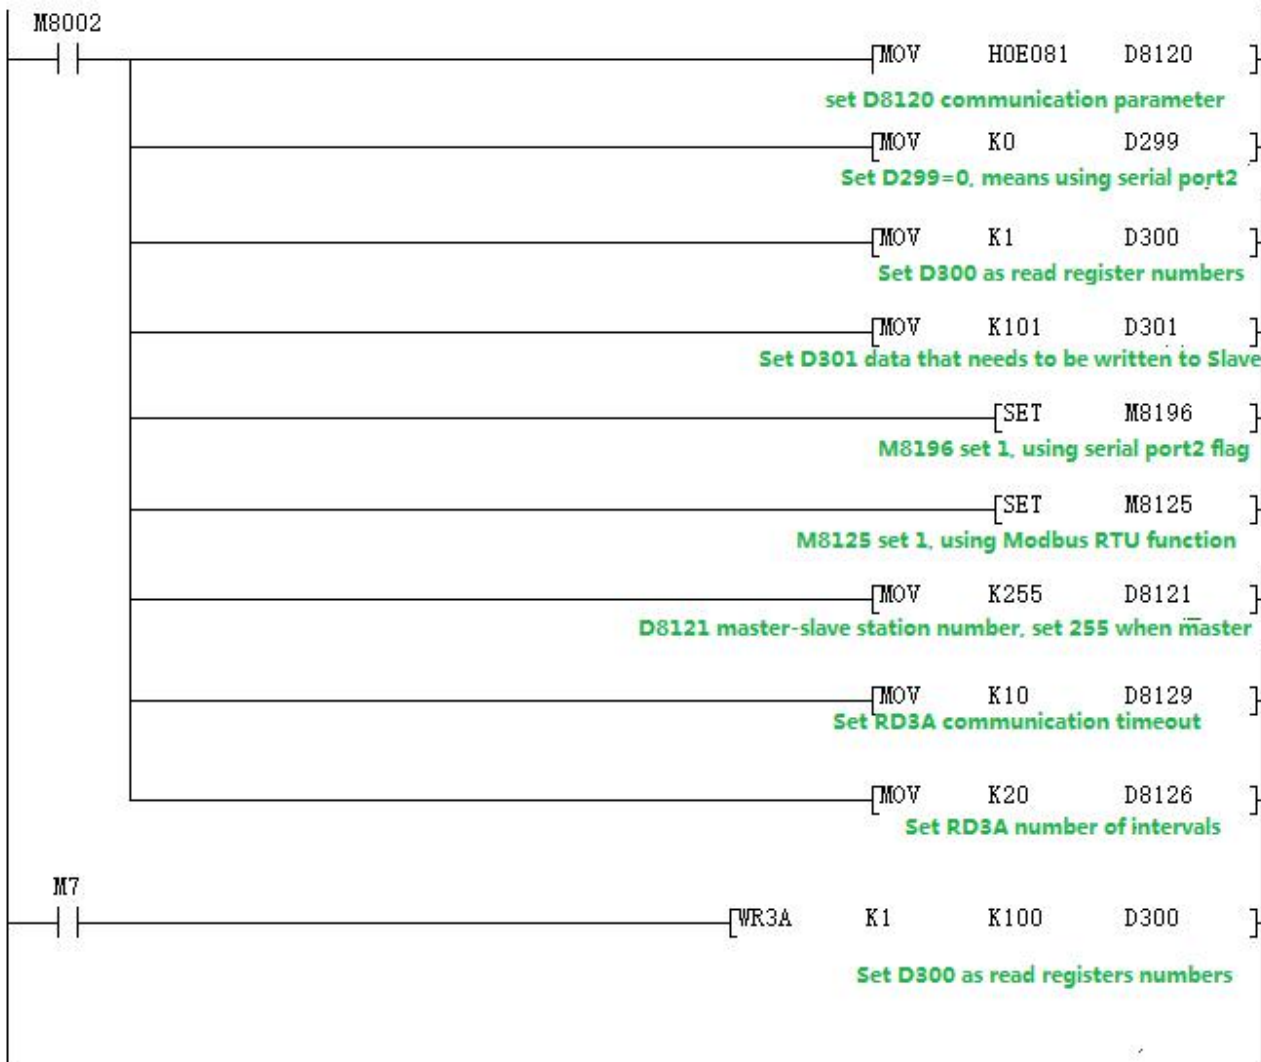 M8002
[MOV H0E081 D8120 ]
set D8120 communication parameter
[MOV K0 D299 ]
Set D299=0, means using serial port2
[MOV K1 D300 ]
Set D300 as read register numbers
[MOV K101 D301 ]
Set D301 data that needs to be written to Slave
[SET M8196 ]
M8196 set 1, using serial port2 flag
[SET M8125 ]
M8125 set 1, using Modbus RTU function
[MOV K255 D8121 ]
D8121 master-slave station number, set 255 when master
[MOV K10 D8129 ]
Set RD3A communication timeout
[MOV K20 D8126 ]
Set RD3A number of intervals
M7
[WR3A K1 K100 D300 ]
Set D300 as read registers numbers